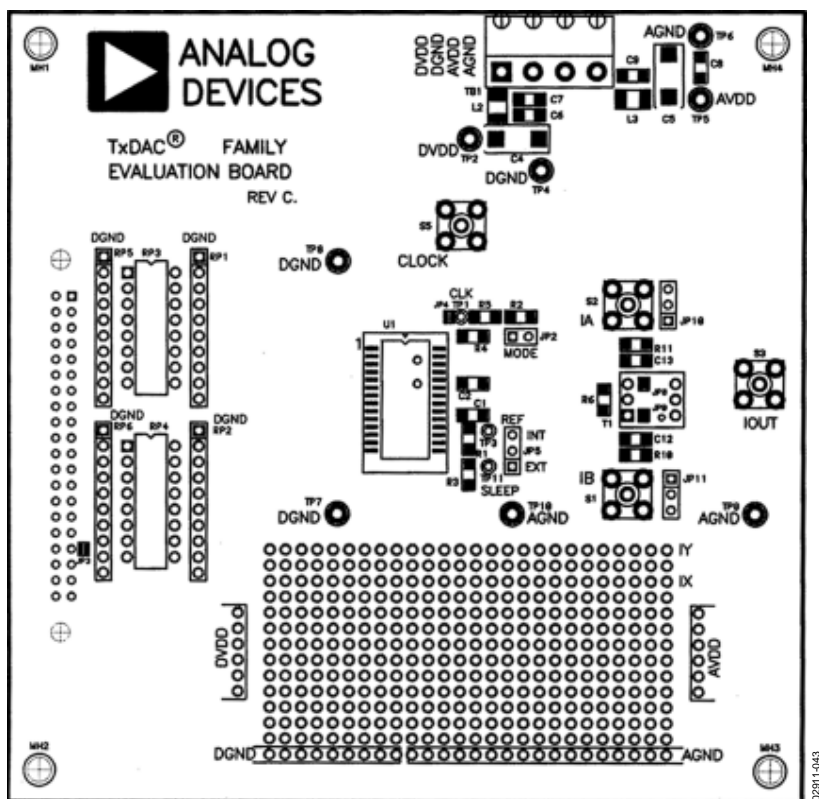 MH1
ANALOG
DEVICES
TxDAC® FAMILY
EVALUATION BOARD
REV C.
DVDD
DGND
AVDD
AGND
TB1
L2
C7
C6
DVDD
TP2
C4
DGND
TP4
AGND
TP6
C9
C8
L3
C5
TP5
AVDD
MH4
S5
CLOCK
TP8
DGND
DGND
RP5
RP3
DGND
RP1
CLK
JP4
TP1
R5
R2
U1
1
R4
JP2
MODE
C2
C1
REF
INT
TP3
JP5
R1
EXT
R3
TP11
SLEEP
S2
IA
JP10
R11
C13
R6
JP8
JP9
T1
S3
IOUT
C12
R10
IB
S1
JP11
DGND
RP6
RP4
DGND
RP2
JP3
TP7
DGND
TP10
AGND
TP9
AGND
IY
IX
DVDD
AVDD
DGND
AGND
MH2
MH3
02911-043